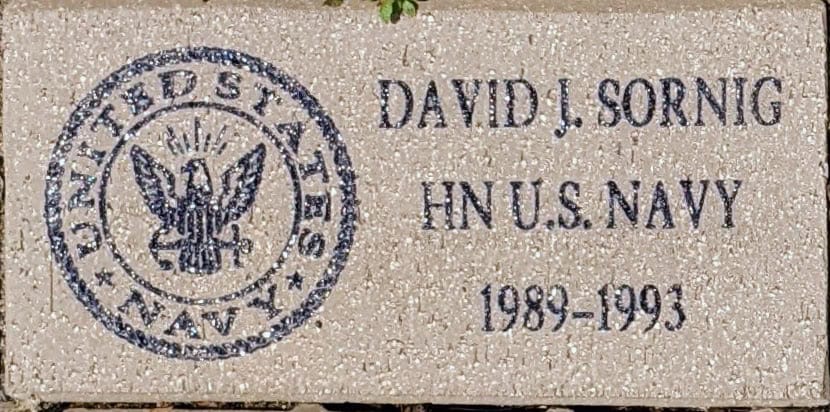 UNITED STATES
NAVY
DAVID J. SORNIG
HN U.S. NAVY
1989-1993